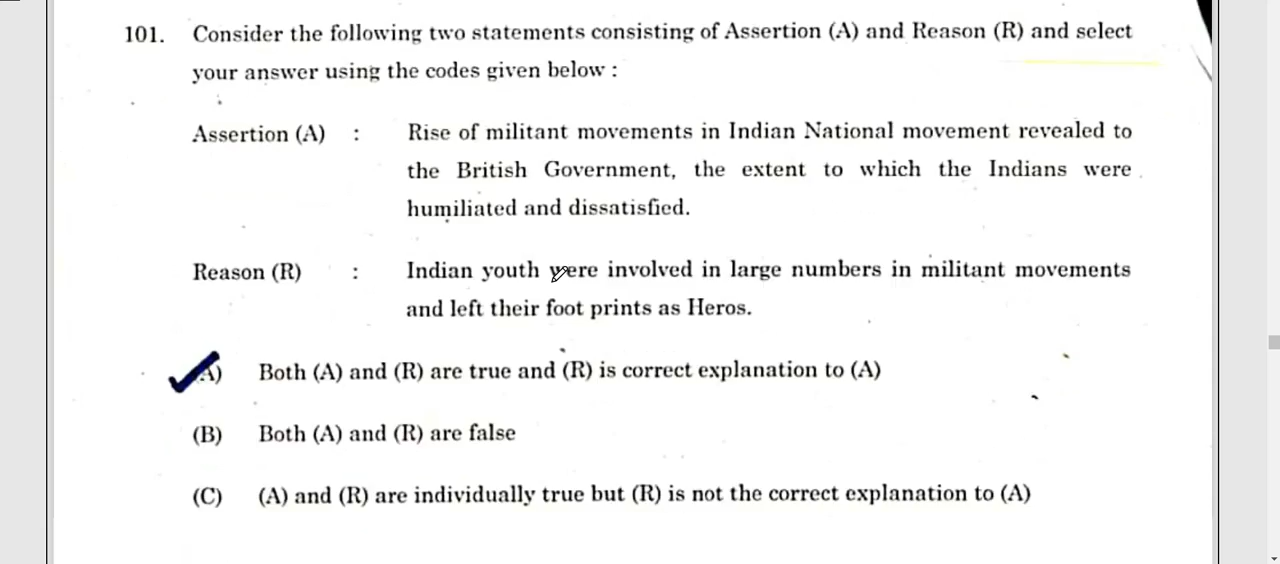 101. Consider the following two statements consisting of Assertion (A) and Reason (R) and select
your answer using the codes given below :
Assertion (A) : Rise of militant movements in Indian National movement revealed to
the British Government, the extent to which the Indians were
humiliated and dissatisfied.
Reason (R) : Indian youth were involved in large numbers in militant movements
and left their foot prints as Heros.
A) Both (A) and (R) are true and (R) is correct explanation to (A)
(B) Both (A) and (R) are false
(C) (A) and (R) are individually true but (R) is not the correct explanation to (A)